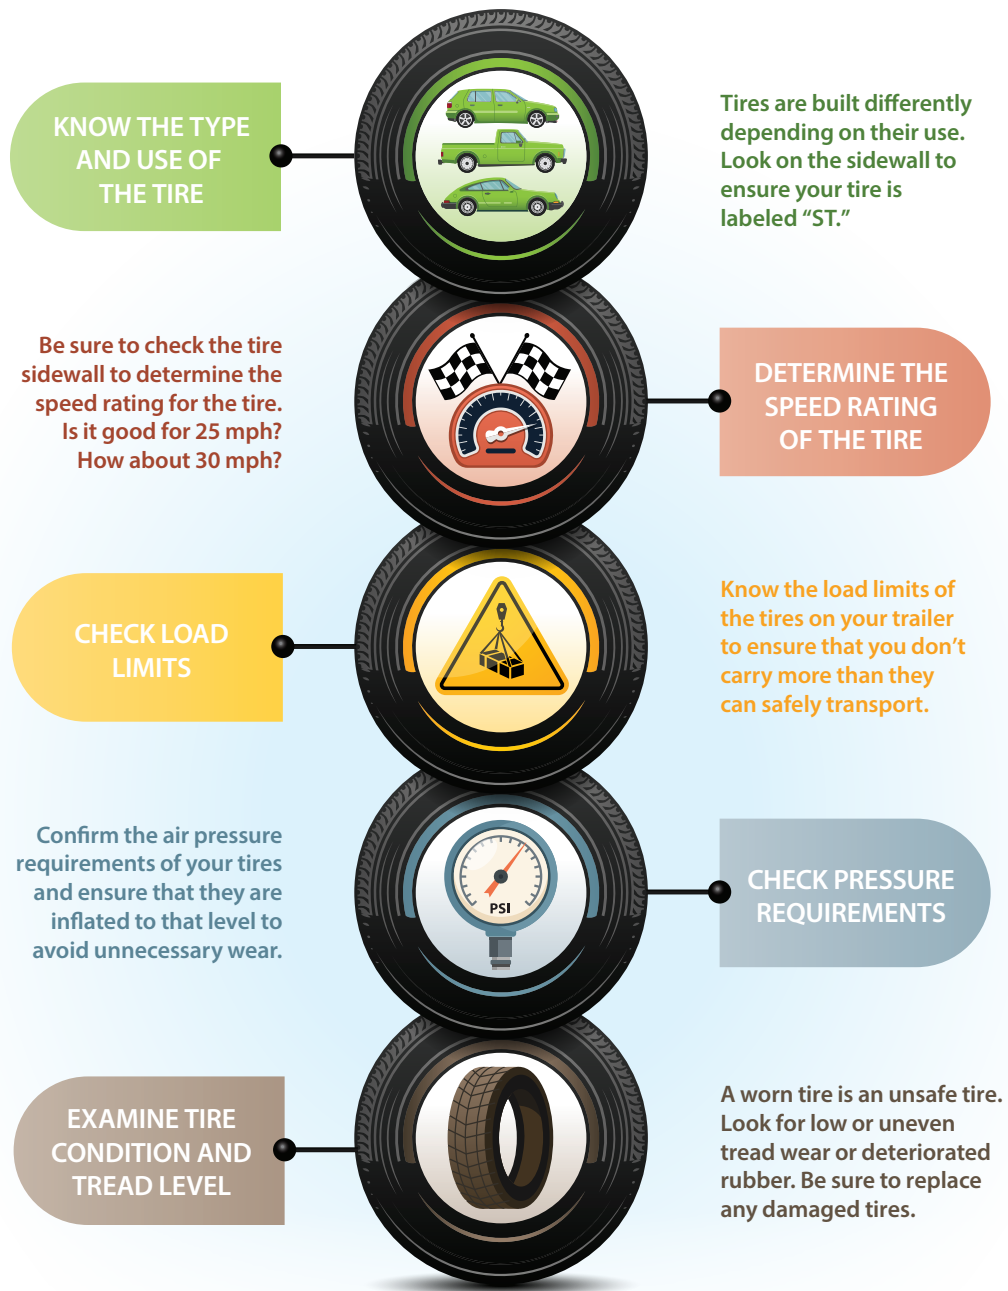 KNOW THE TYPE
AND USE OF
THE TIRE
Tires are built differently
depending on their use.
Look on the sidewall to
ensure your tire is
labeled “ST.”
Be sure to check the tire
sidewall to determine the
speed rating for the tire.
Is it good for 25 mph?
How about 30 mph?
DETERMINE THE
SPEED RATING
OF THE TIRE
CHECK LOAD
LIMITS
Know the load limits of
the tires on your trailer
to ensure that you don’t
carry more than they
can safely transport.
Confirm the air pressure
requirements of your tires
and ensure that they are
inflated to that level to
avoid unnecessary wear.
PSI
CHECK PRESSURE
REQUIREMENTS
EXAMINE TIRE
CONDITION AND
TREAD LEVEL
A worn tire is an unsafe tire.
Look for low or uneven
tread wear or deteriorated
rubber. Be sure to replace
any damaged tires.